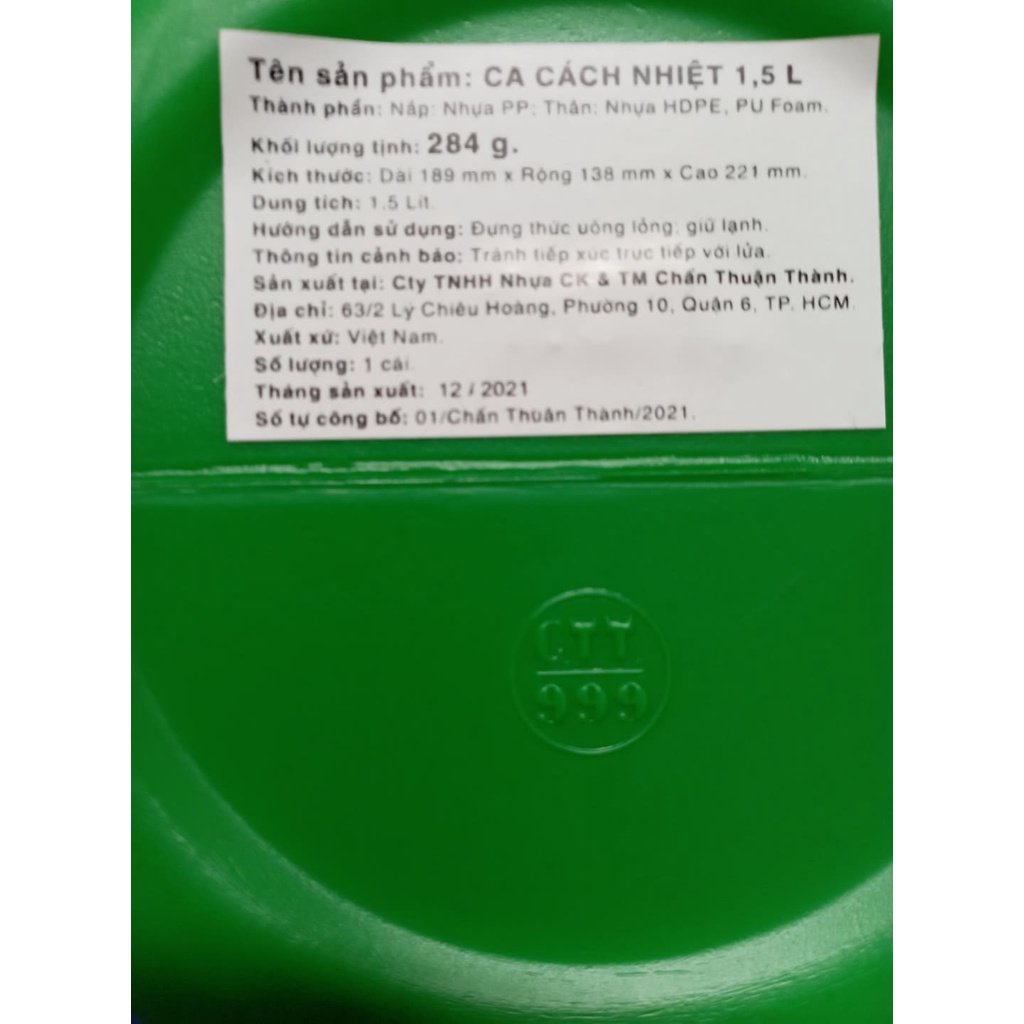 Tên sản phẩm: CA CÁCH NHIỆT 1,5 L
Thành phần: Nắp: Nhựa PP; Thân: Nhựa HDPE, PU Foam.
Khối lượng tịnh: 284 g.
Kích thước: Dài 189 mm x Rộng 138 mm x Cao 221 mm.
Dung tích: 1,5 Lít.
Hướng dẫn sử dụng: Đựng thức uống lỏng; giữ lạnh.
Thông tin cảnh báo: Tránh tiếp xúc trực tiếp với lửa.
Sản xuất tại: Cty TNHH Nhựa CK & TM Chấn Thuận Thành.
Địa chỉ: 63/2 Lý Chiêu Hoàng, Phường 10, Quận 6, TP. HCM.
Xuất xứ: Việt Nam.
Số lượng: 1 cái.
Tháng sản xuất: 12 / 2021
Số tự công bố: 01/Chấn Thuận Thành/2021.
CTT
999